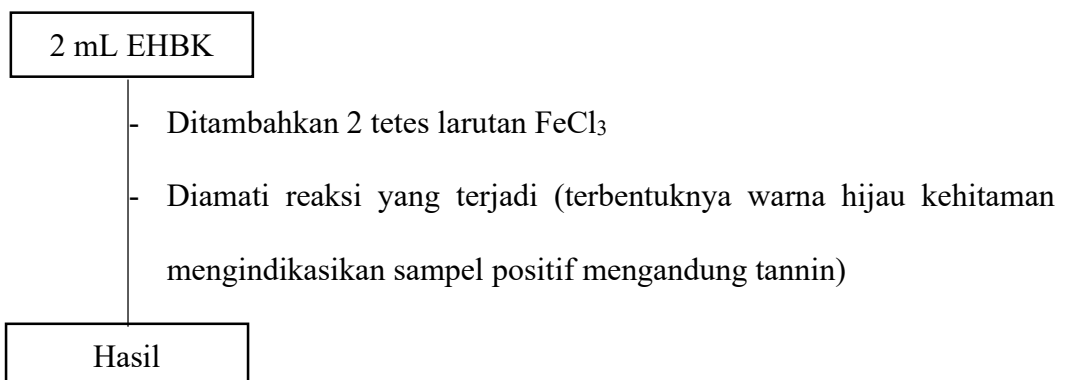 2 mL EHBK
- Ditambahkan 2 tetes larutan FeCl₃
- Diamati reaksi yang terjadi (terbentuknya warna hijau kehitaman
mengindikasikan sampel positif mengandung tannin)
Hasil